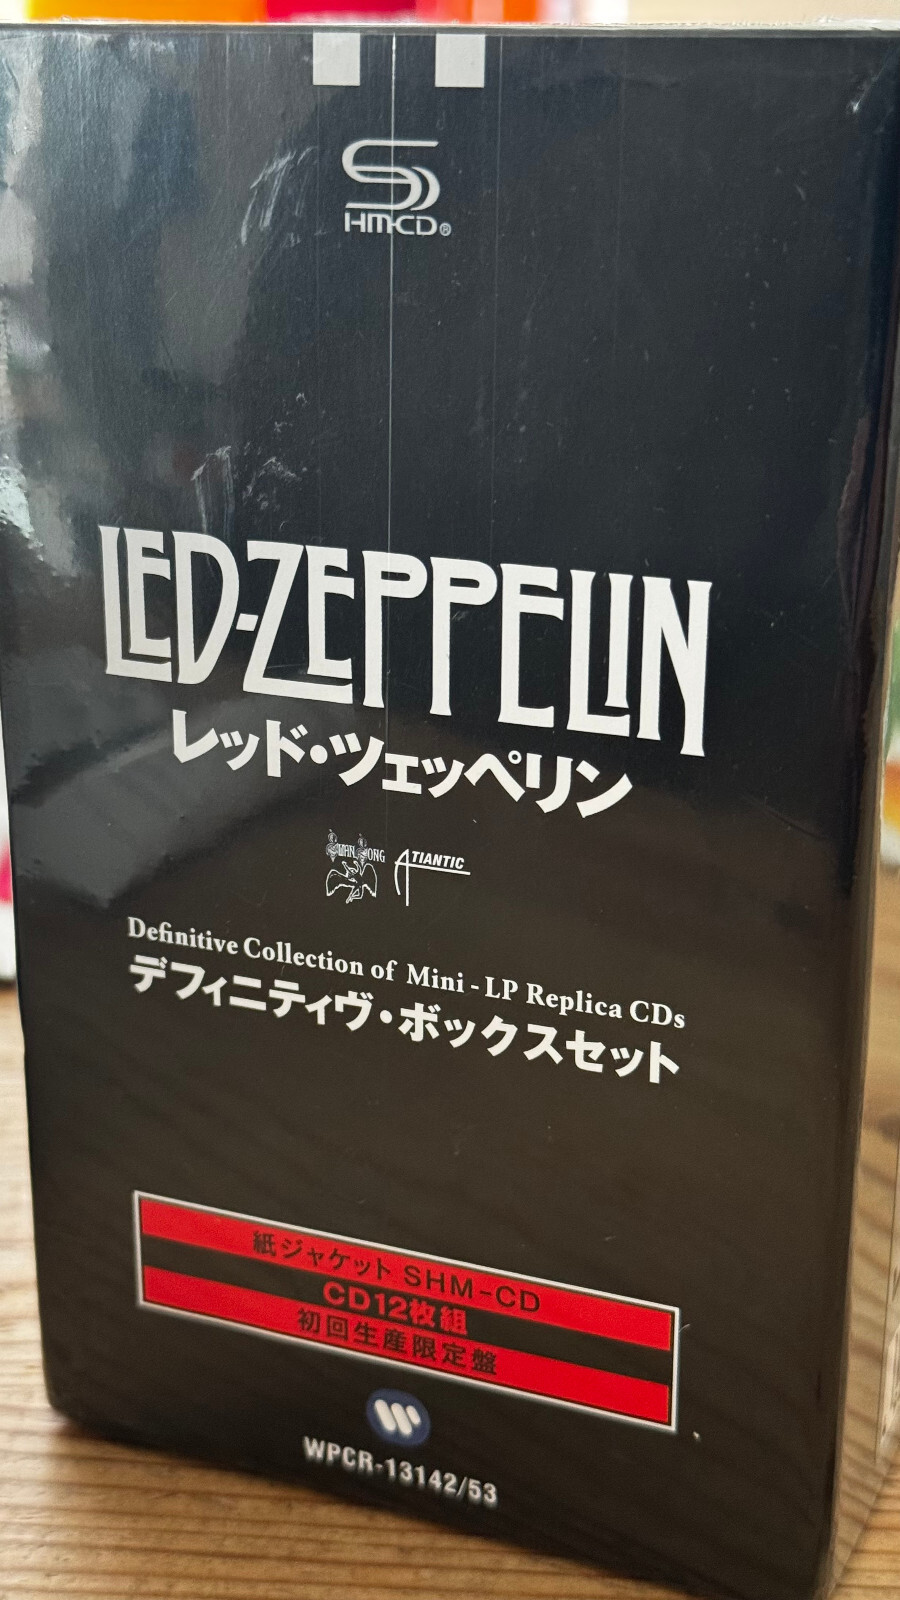 HM-CD®
LED-ZEPPELIN
レッド・ツェッペリン
SWAN SONG
ATLANTIC
Definitive Collection of Mini-LP Replica CDs
デフィニティヴ・ボックスセット
紙ジャケット SHM-CD
CD12枚組
初回生産限定盤
WPCR-13142/53